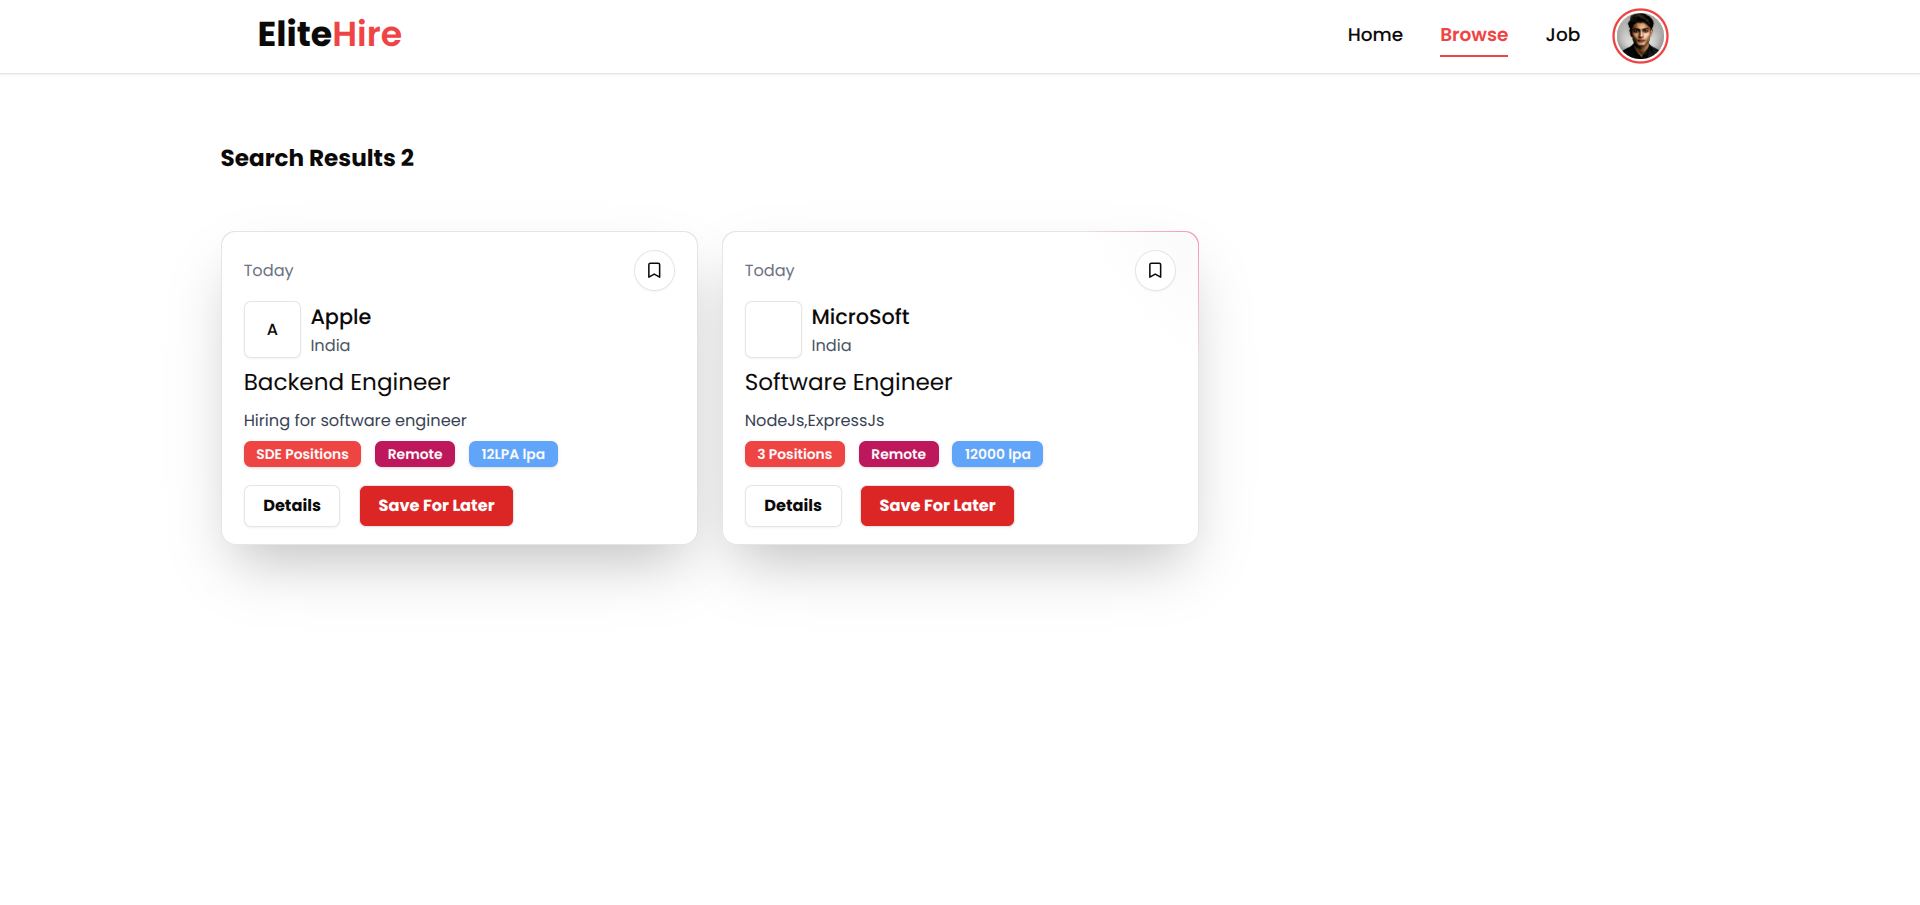 EliteHire
Home Browse Job
Search Results 2
Today
A
Apple
India
Backend Engineer
Hiring for software engineer
SDE Positions Remote 12LPA lpa
Details Save For Later
Today
MicroSoft
India
Software Engineer
NodeJs,ExpressJs
3 Positions Remote 12000 lpa
Details Save For Later